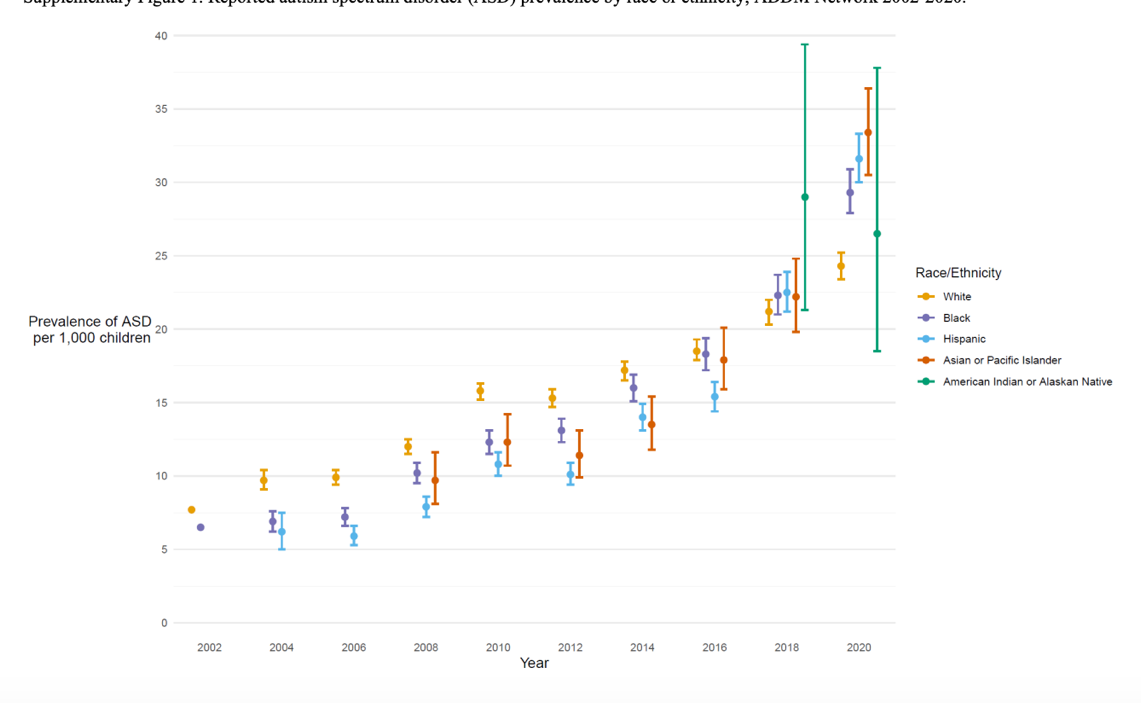 Supplementary Figure 1. Reported autism spectrum disorder (ASD) prevalence by race or ethnicity, ADDM Network 2002-2020.
40
35
30
25
20
15
10
5
0
Prevalence of ASD
per 1,000 children
2002 2004 2006 2008 2010 2012 2014 2016 2018 2020
Year
Race/Ethnicity
White
Black
Hispanic
Asian or Pacific Islander
American Indian or Alaskan Native